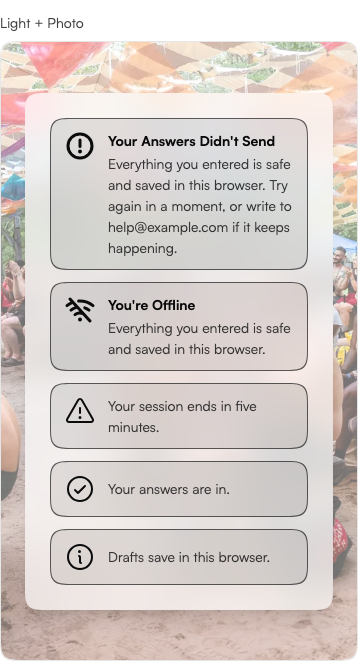 Light + Photo
Your Answers Didn't Send
Everything you entered is safe
and saved in this browser. Try
again in a moment, or write to
help@example.com if it keeps
happening.
You're Offline
Everything you entered is safe
and saved in this browser.
Your session ends in five
minutes.
Your answers are in.
Drafts save in this browser.